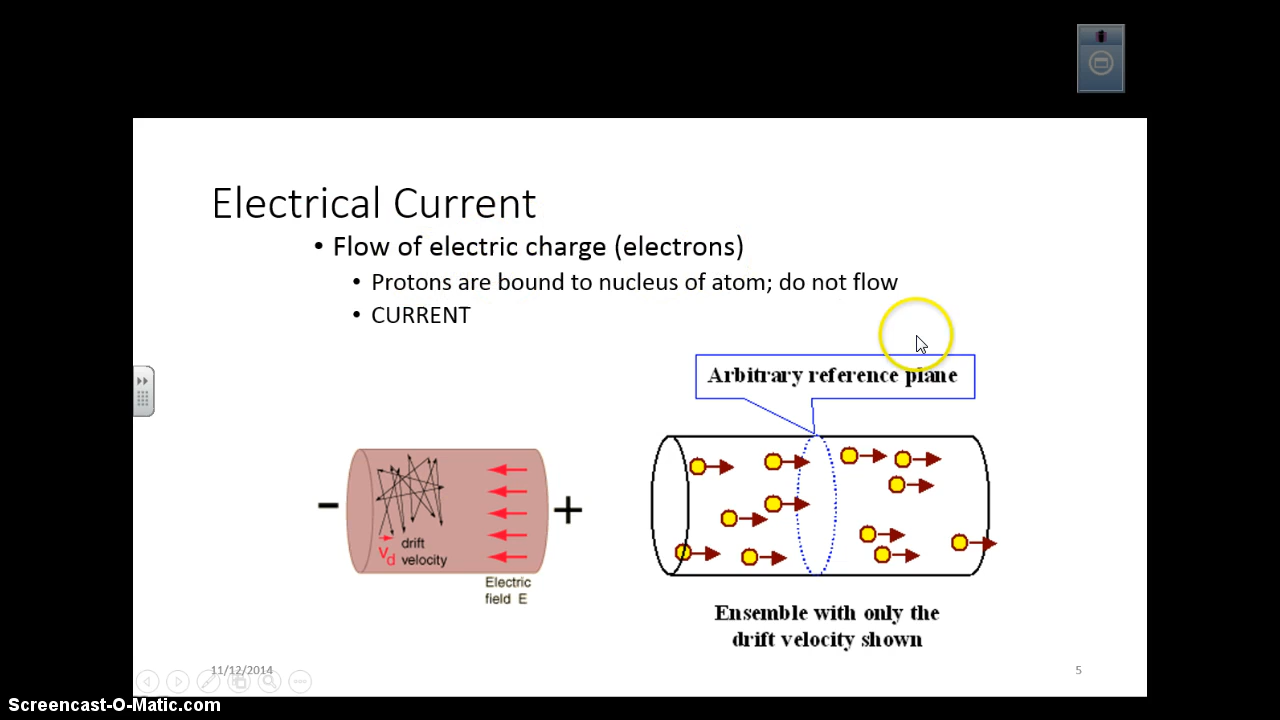 Electrical Current
• Flow of electric charge (electrons)
• Protons are bound to nucleus of atom; do not flow
• CURRENT
Arbitrary reference plane
−
+
drift
vd velocity
Electric
field E
Ensemble with only the
drift velocity shown
11/12/2014
5
Screencast-O-Matic.com